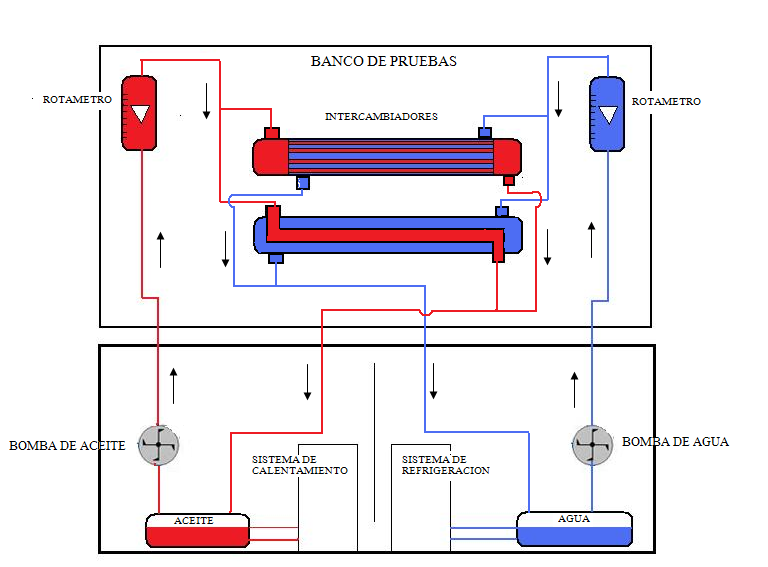 BANCO DE PRUEBAS
ROTAMETRO
ROTAMETRO
INTERCAMBIADORES
BOMBA DE ACEITE
BOMBA DE AGUA
SISTEMA DE
CALENTAMIENTO
SISTEMA DE
REFRIGERACION
ACEITE
AGUA